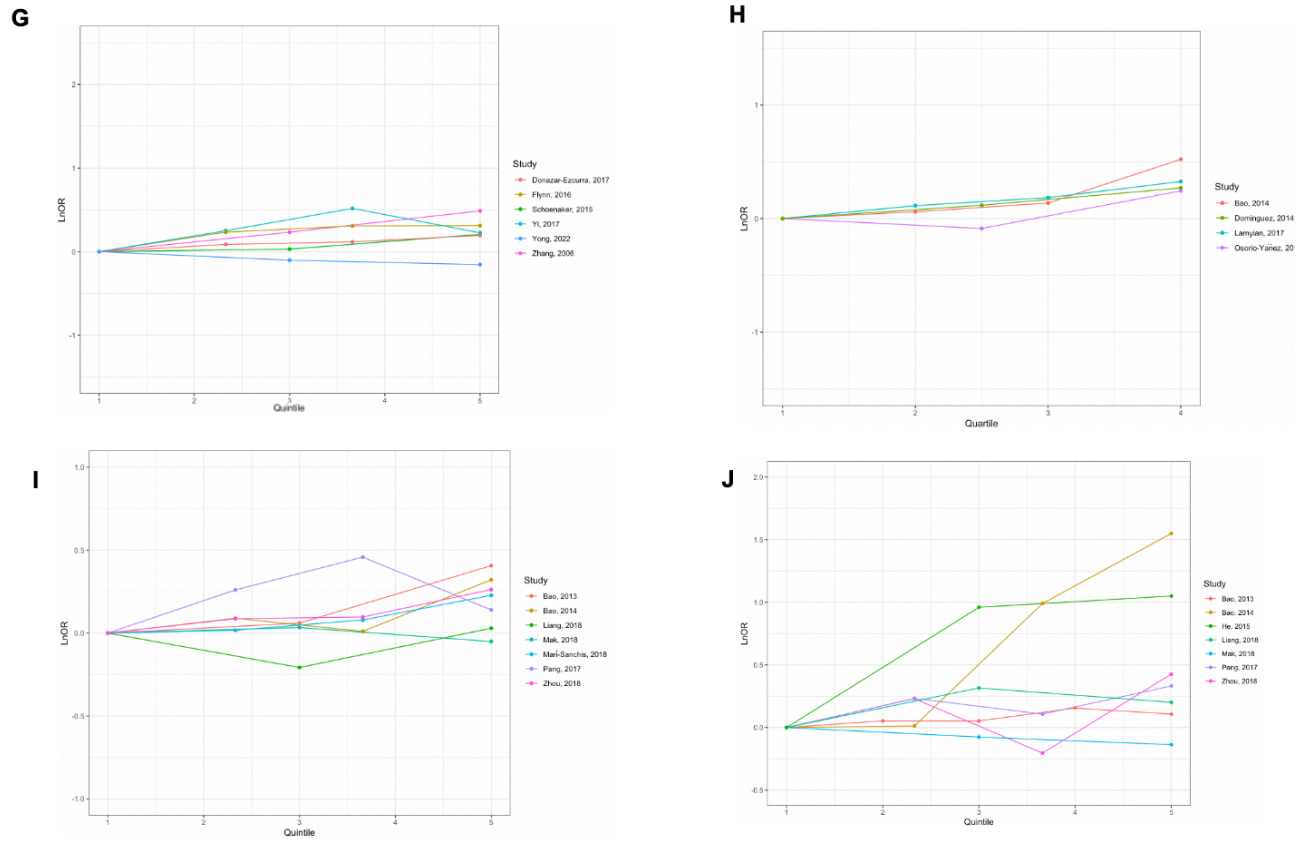 G
2
1
0
-1
LnOR
1
2
3
4
5
Quintile
Study
Donazar-Ezcurra, 2017
Flynn, 2016
Schoenaker, 2015
Yi, 2017
Yong, 2022
Zhang, 2006
H
1
0
-1
LnOR
1
2
3
4
Quartile
Study
Bao, 2014
Dominguez, 2014
Lamyian, 2017
Osorio-Yañez, 20
I
1.0
0.5
0.0
-0.5
-1.0
LnOR
1
2
3
4
5
Quintile
Study
Bao, 2013
Bao, 2014
Liang, 2018
Mak, 2018
Mari-Sanchis, 2018
Pang, 2017
Zhou, 2018
J
2.0
1.5
1.0
0.5
0.0
-0.5
LnOR
1
2
3
4
5
Quintile
Study
Bao, 2013
Bao, 2014
He, 2015
Liang, 2018
Mak, 2018
Pang, 2017
Zhou, 2018